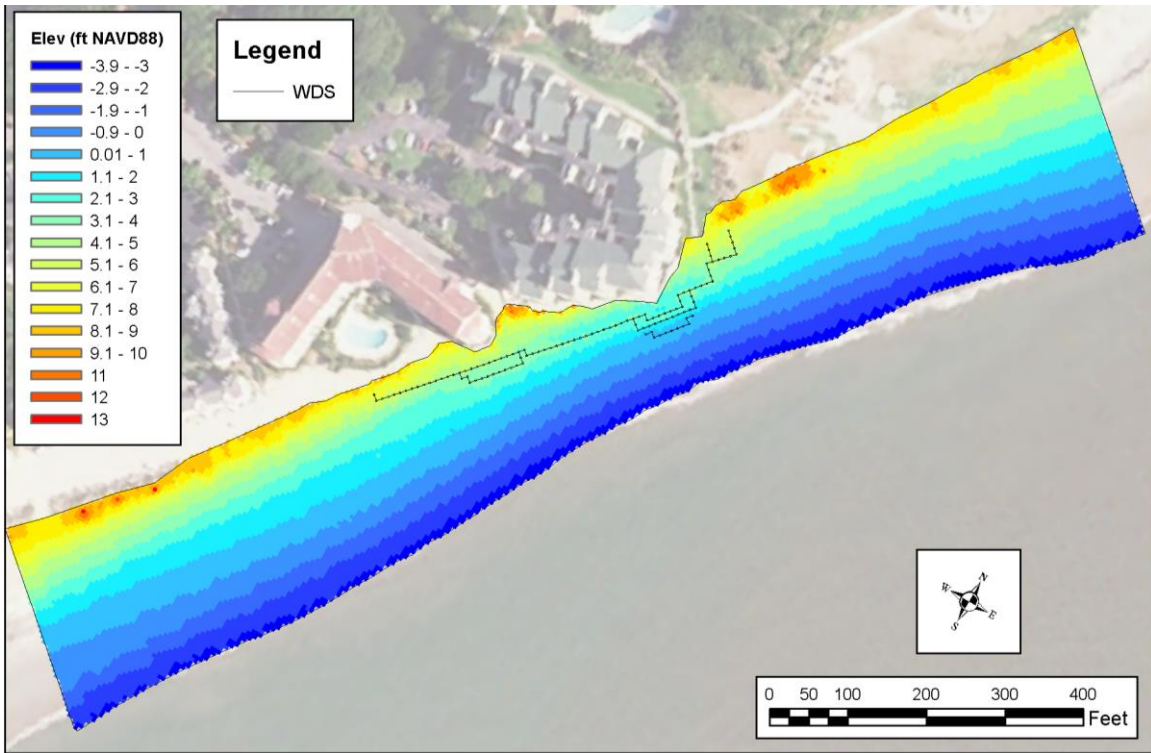 Elev (ft NAVD88)
-3.9 - -3
-2.9 - -2
-1.9 - -1
-0.9 - 0
0.01 - 1
1.1 - 2
2.1 - 3
3.1 - 4
4.1 - 5
5.1 - 6
6.1 - 7
7.1 - 8
8.1 - 9
9.1 - 10
11
12
13
Legend
WDS
N
W
E
S
0 50 100 200 300 400
Feet